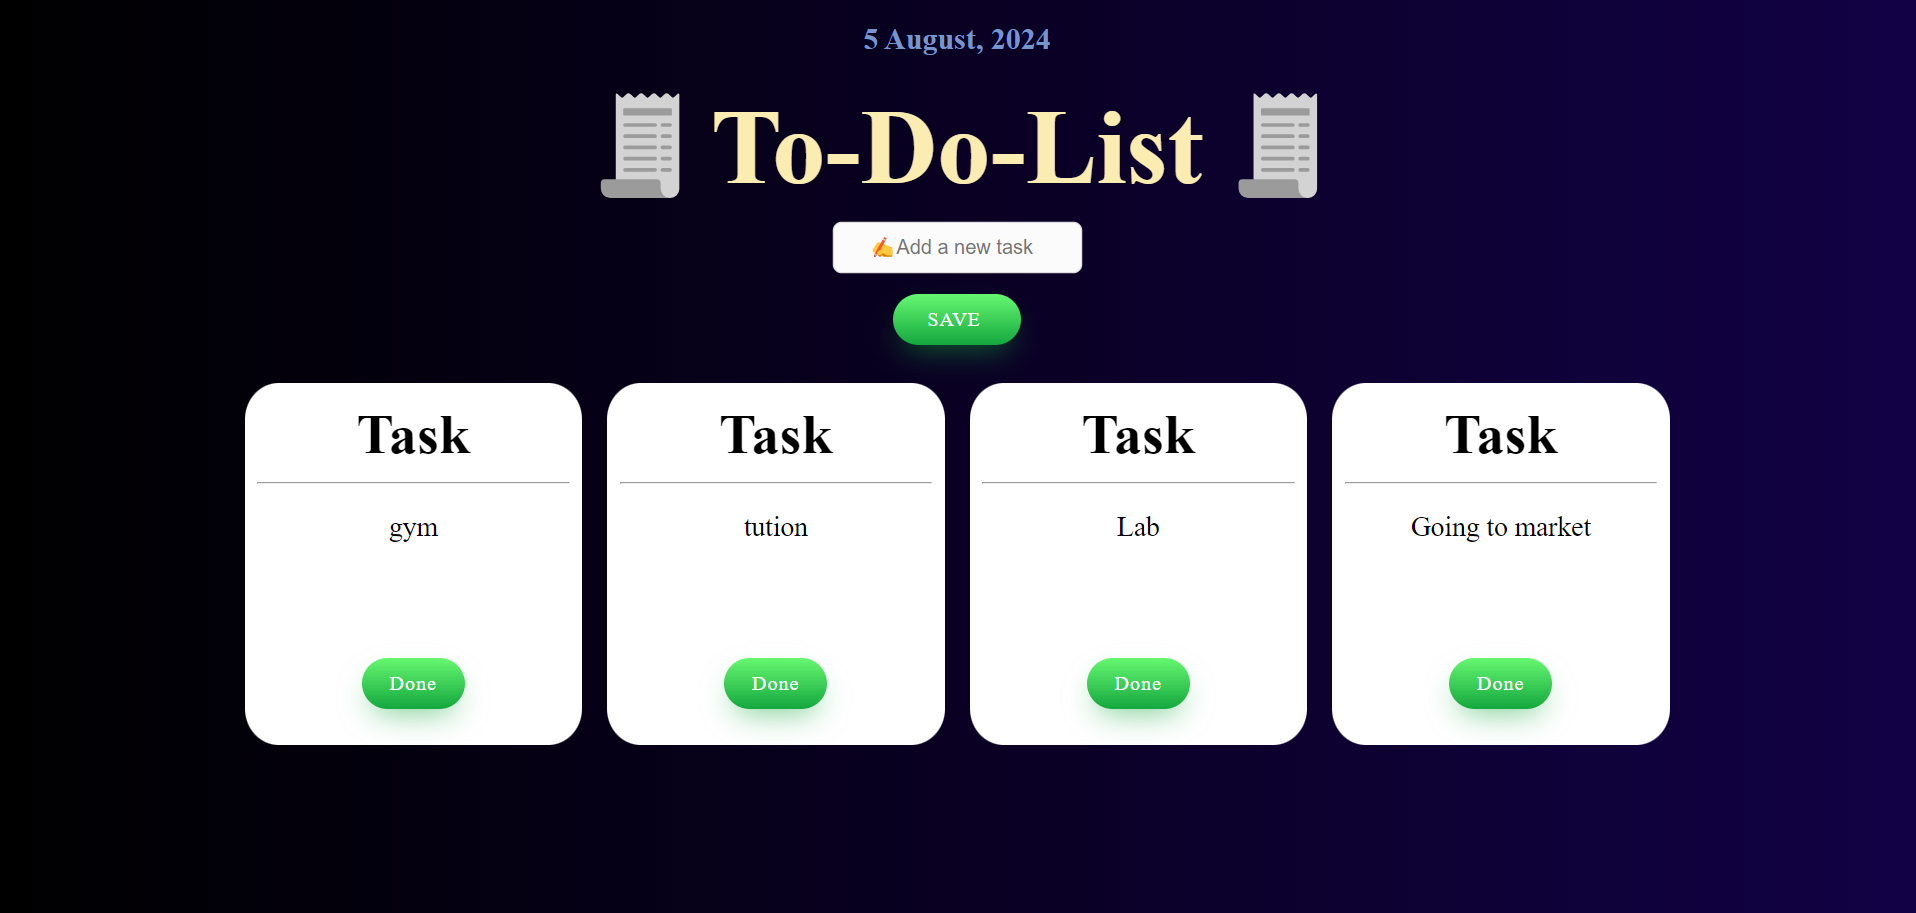 5 August, 2024
To-Do-List
✍️Add a new task
SAVE
Task
gym
Done
Task
tution
Done
Task
Lab
Done
Task
Going to market
Done